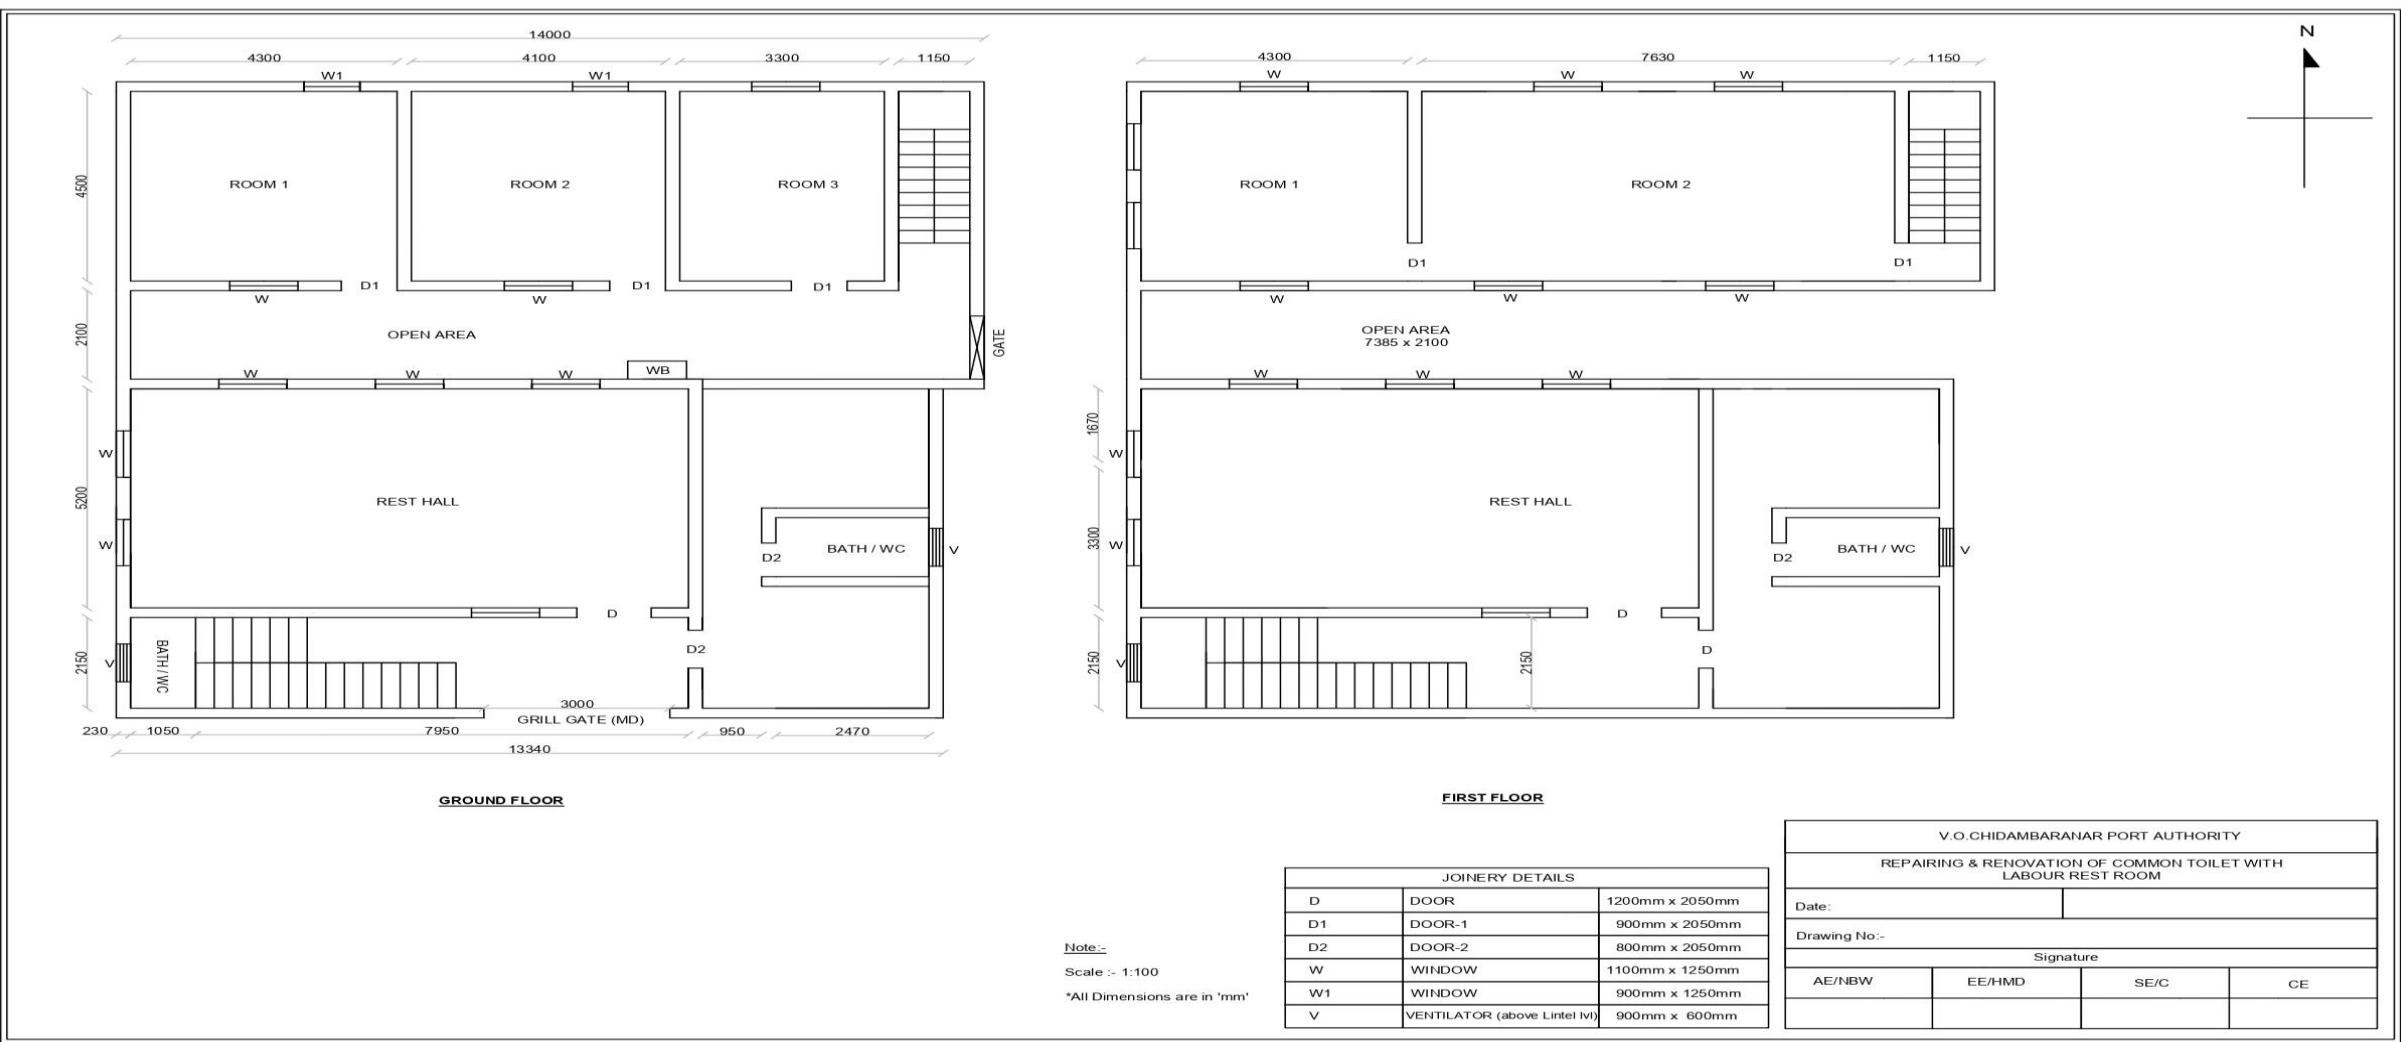 14000
4300
4100
3300
1150
W1
W1
4500
ROOM 1
ROOM 2
ROOM 3
D1
D1
D1
W
W
2100
OPEN AREA
GATE
WB
W
W
W
W
5200
REST HALL
W
D2
BATH / WC
V
D
D2
2150
V
BATH / WC
3000
GRILL GATE (MD)
230
1050
7950
950
2470
13340
GROUND FLOOR
4300
7630
1150
W
W
W
ROOM 1
ROOM 2
D1
D1
W
W
W
OPEN AREA
7385 x 2100
W
W
W
1670
W
REST HALL
3300
W
D2
BATH / WC
V
D
D
2150
V
2150
FIRST FLOOR
N
Note:-
Scale :- 1:100
*All Dimensions are in 'mm'
JOINERY DETAILS
D DOOR 1200mm x 2050mm
D1 DOOR-1 900mm x 2050mm
D2 DOOR-2 800mm x 2050mm
W WINDOW 1100mm x 1250mm
W1 WINDOW 900mm x 1250mm
V VENTILATOR (above Lintel lvl) 900mm x 600mm
V.O.CHIDAMBARANAR PORT AUTHORITY
REPAIRING & RENOVATION OF COMMON TOILET WITH
LABOUR REST ROOM
Date:
Drawing No:-
Signature
AE/NBW EE/HMD SE/C CE